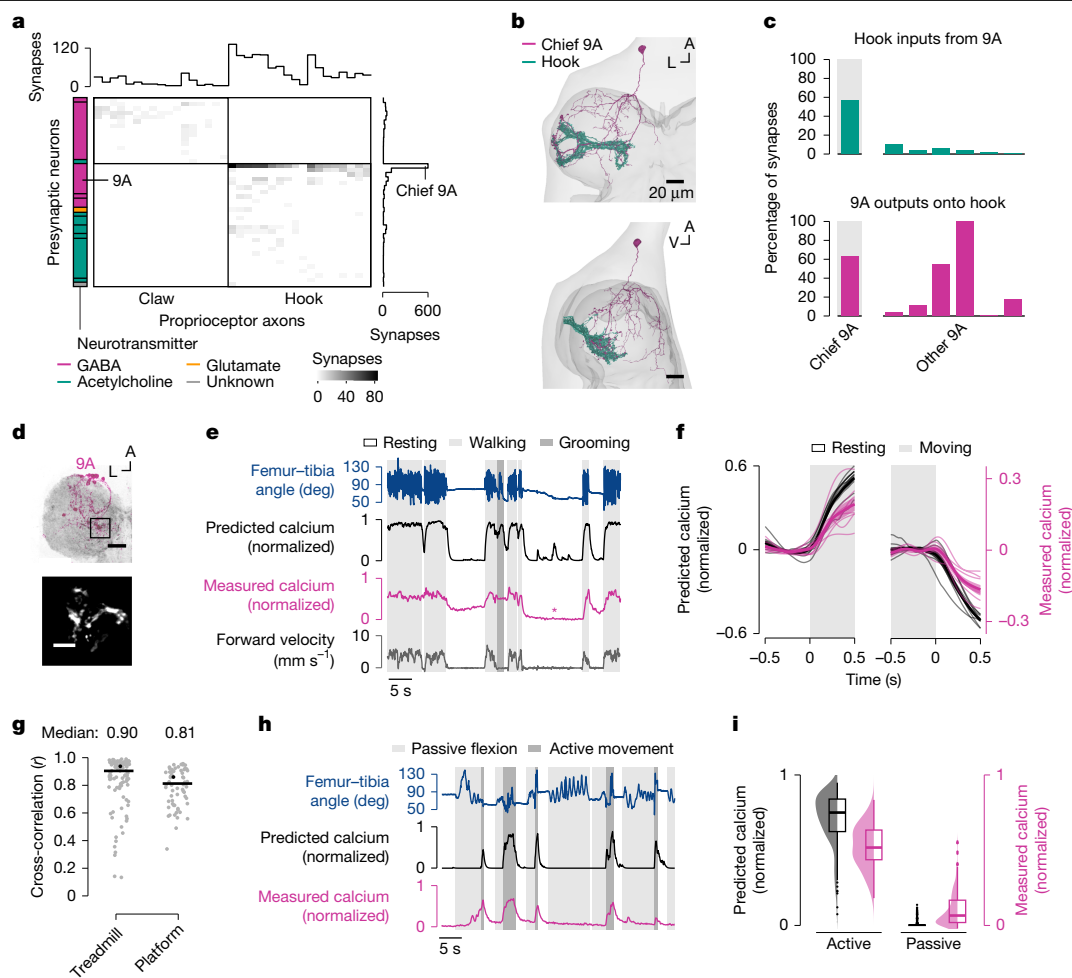 a
Synapses
120
0
Presynaptic neurons
9A
Chief 9A
Claw
Hook
Proprioceptor axons
0
600
Synapses
Neurotransmitter
GABA
Glutamate
Acetylcholine
Unknown
Synapses
0 40 80
b
Chief 9A
Hook
A
L
20 μm
A
V
c
Hook inputs from 9A
100
80
60
40
20
0
Percentage of synapses
9A outputs onto hook
100
80
60
40
20
0
Chief 9A
Other 9A
d
9A
A
L
e
Resting
Walking
Grooming
Femur–tibia
angle (deg)
130
90
50
Predicted calcium
(normalized)
1
0
Measured calcium
(normalized)
1
0
*
Forward velocity
(mm s⁻¹)
10
0
5 s
f
Resting
Moving
Predicted calcium
(normalized)
0.6
0
–0.6
0.3
0
–0.3
Measured calcium
(normalized)
–0.5 0 0.5
–0.5 0 0.5
Time (s)
g
Median: 0.90 0.81
Cross-correlation (r)
1.0
0.8
0.6
0.4
0.2
0
Treadmill
Platform
h
Passive flexion
Active movement
Femur–tibia
angle (deg)
130
90
50
Predicted calcium
(normalized)
1
0
Measured calcium
(normalized)
1
0
5 s
i
Predicted calcium
(normalized)
1
0
1
0
Measured calcium
(normalized)
Active
Passive